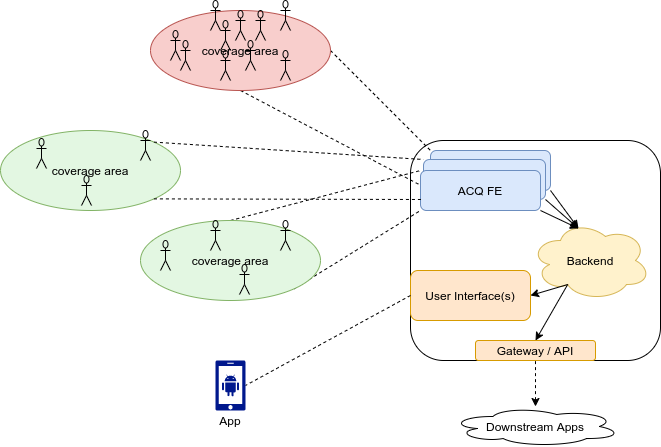 coverage area
coverage area
ACQ FE
coverage area
Backend
User Interface(s)
Gateway / API
App
Downstream Apps